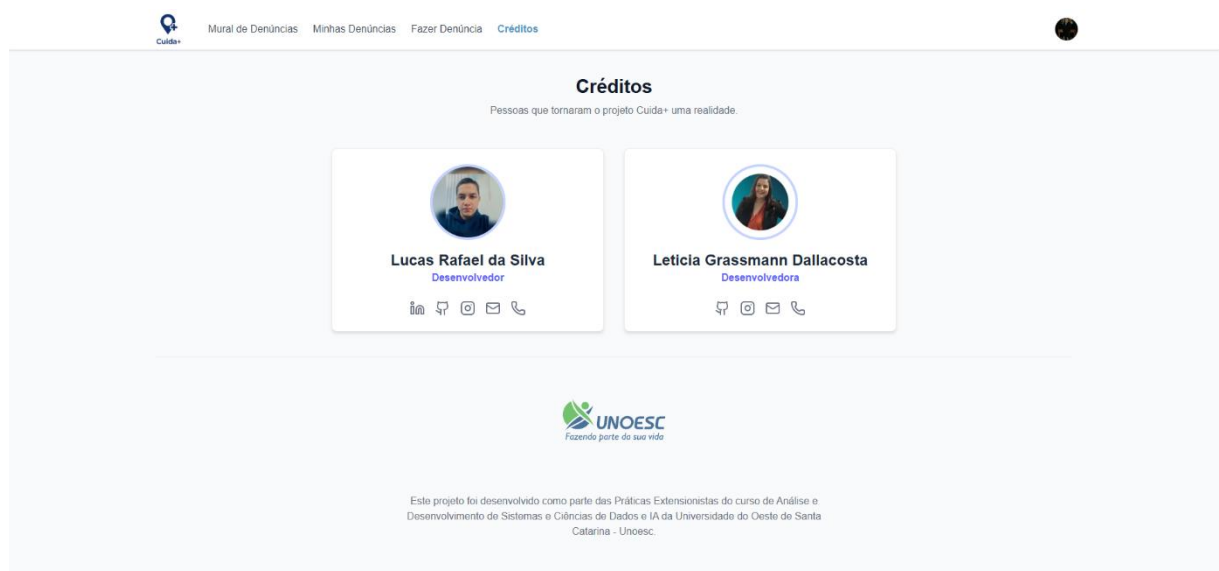 Mural de Denúncias Minhas Denúncias Fazer Denúncia Créditos
Cuida+
Créditos
Pessoas que tornaram o projeto Cuida+ uma realidade.
Lucas Rafael da Silva
Desenvolvedor
Leticia Grassmann Dallacosta
Desenvolvedora
UNOESC
Fazendo parte da sua vida
Este projeto foi desenvolvido como parte das Práticas Extensionistas do curso de Análise e
Desenvolvimento de Sistemas e Ciências de Dados e IA da Universidade do Oeste de Santa
Catarina - Unoesc.